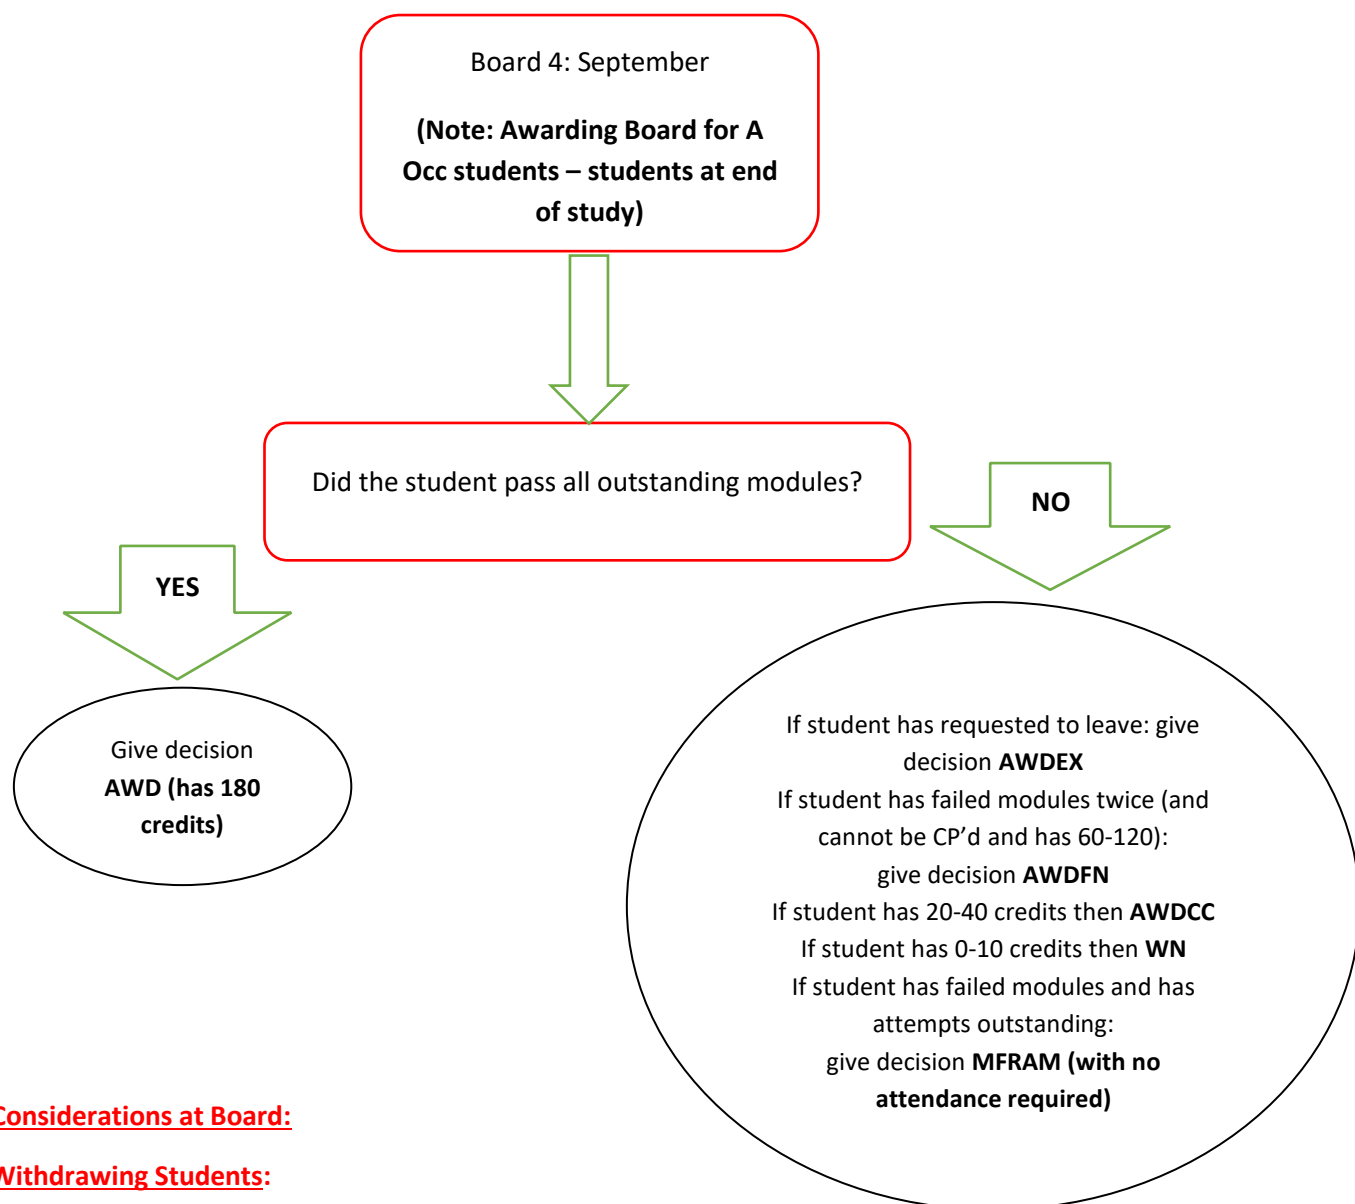 Board 4: September
(Note: Awarding Board for A
Occ students – students at end
of study)
Did the student pass all outstanding modules?
NO
YES
Give decision
AWD (has 180
credits)
If student has requested to leave: give
decision AWDEX
If student has failed modules twice (and
cannot be CP’d and has 60-120):
give decision AWDFN
If student has 20-40 credits then AWDCC
If student has 0-10 credits then WN
If student has failed modules and has
attempts outstanding:
give decision MFRAM (with no
attendance required)
Considerations at Board:
Withdrawing Students: